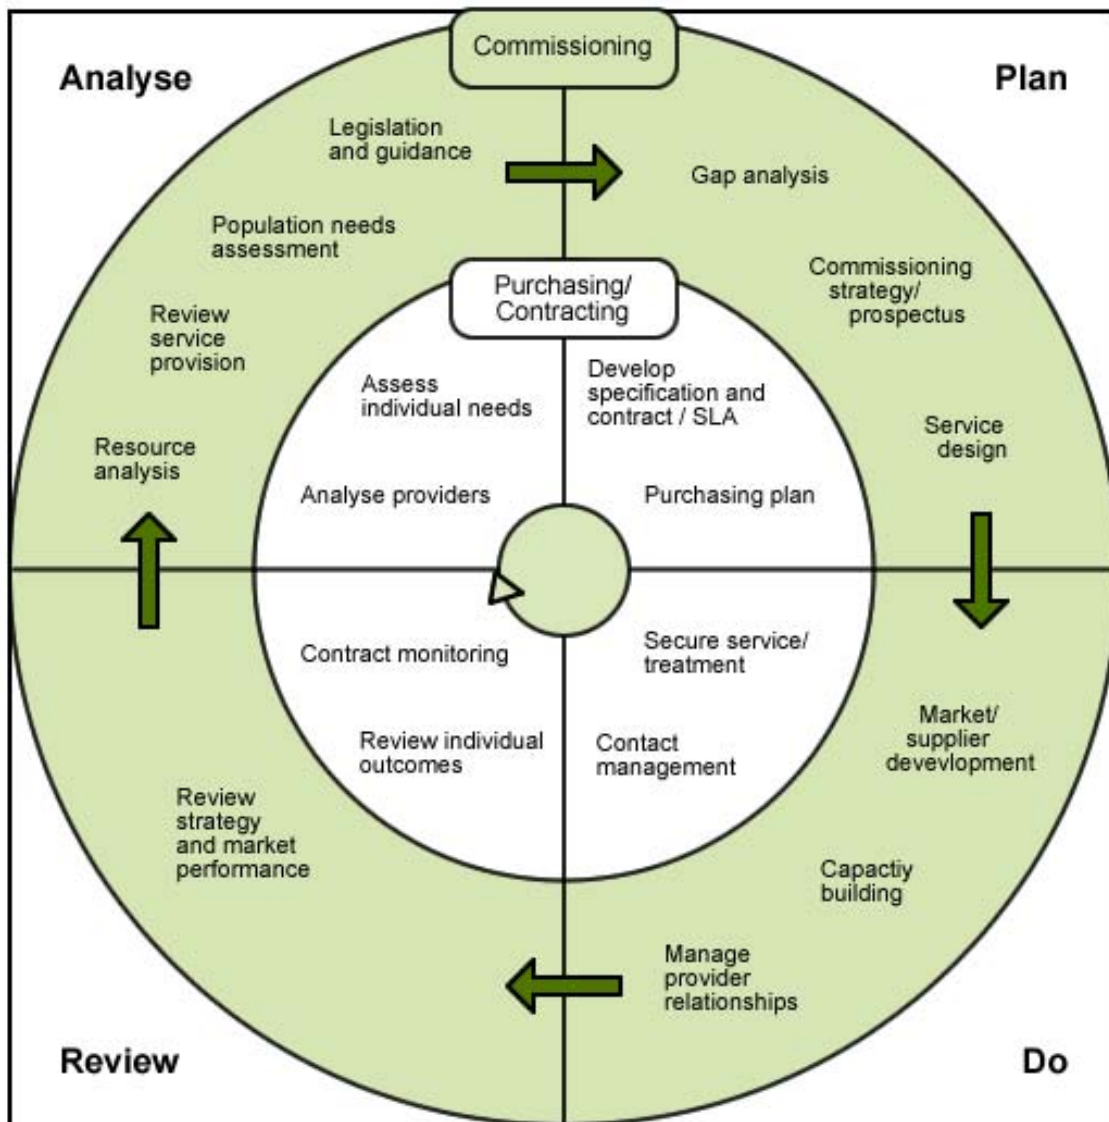 Commissioning
Analyse
Plan
Legislation
and guidance
Gap analysis
Population needs
assessment
Commissioning
strategy/
prospectus
Purchasing/
Contracting
Review
service
provision
Assess
individual needs
Develop
specification and
contract / SLA
Resource
analysis
Service
design
Analyse providers
Purchasing plan
Contract monitoring
Secure service/
treatment
Market/
supplier
devevlopment
Review individual
outcomes
Contact
management
Review
strategy
and market
performance
Capactiy
building
Manage
provider
relationships
Review
Do